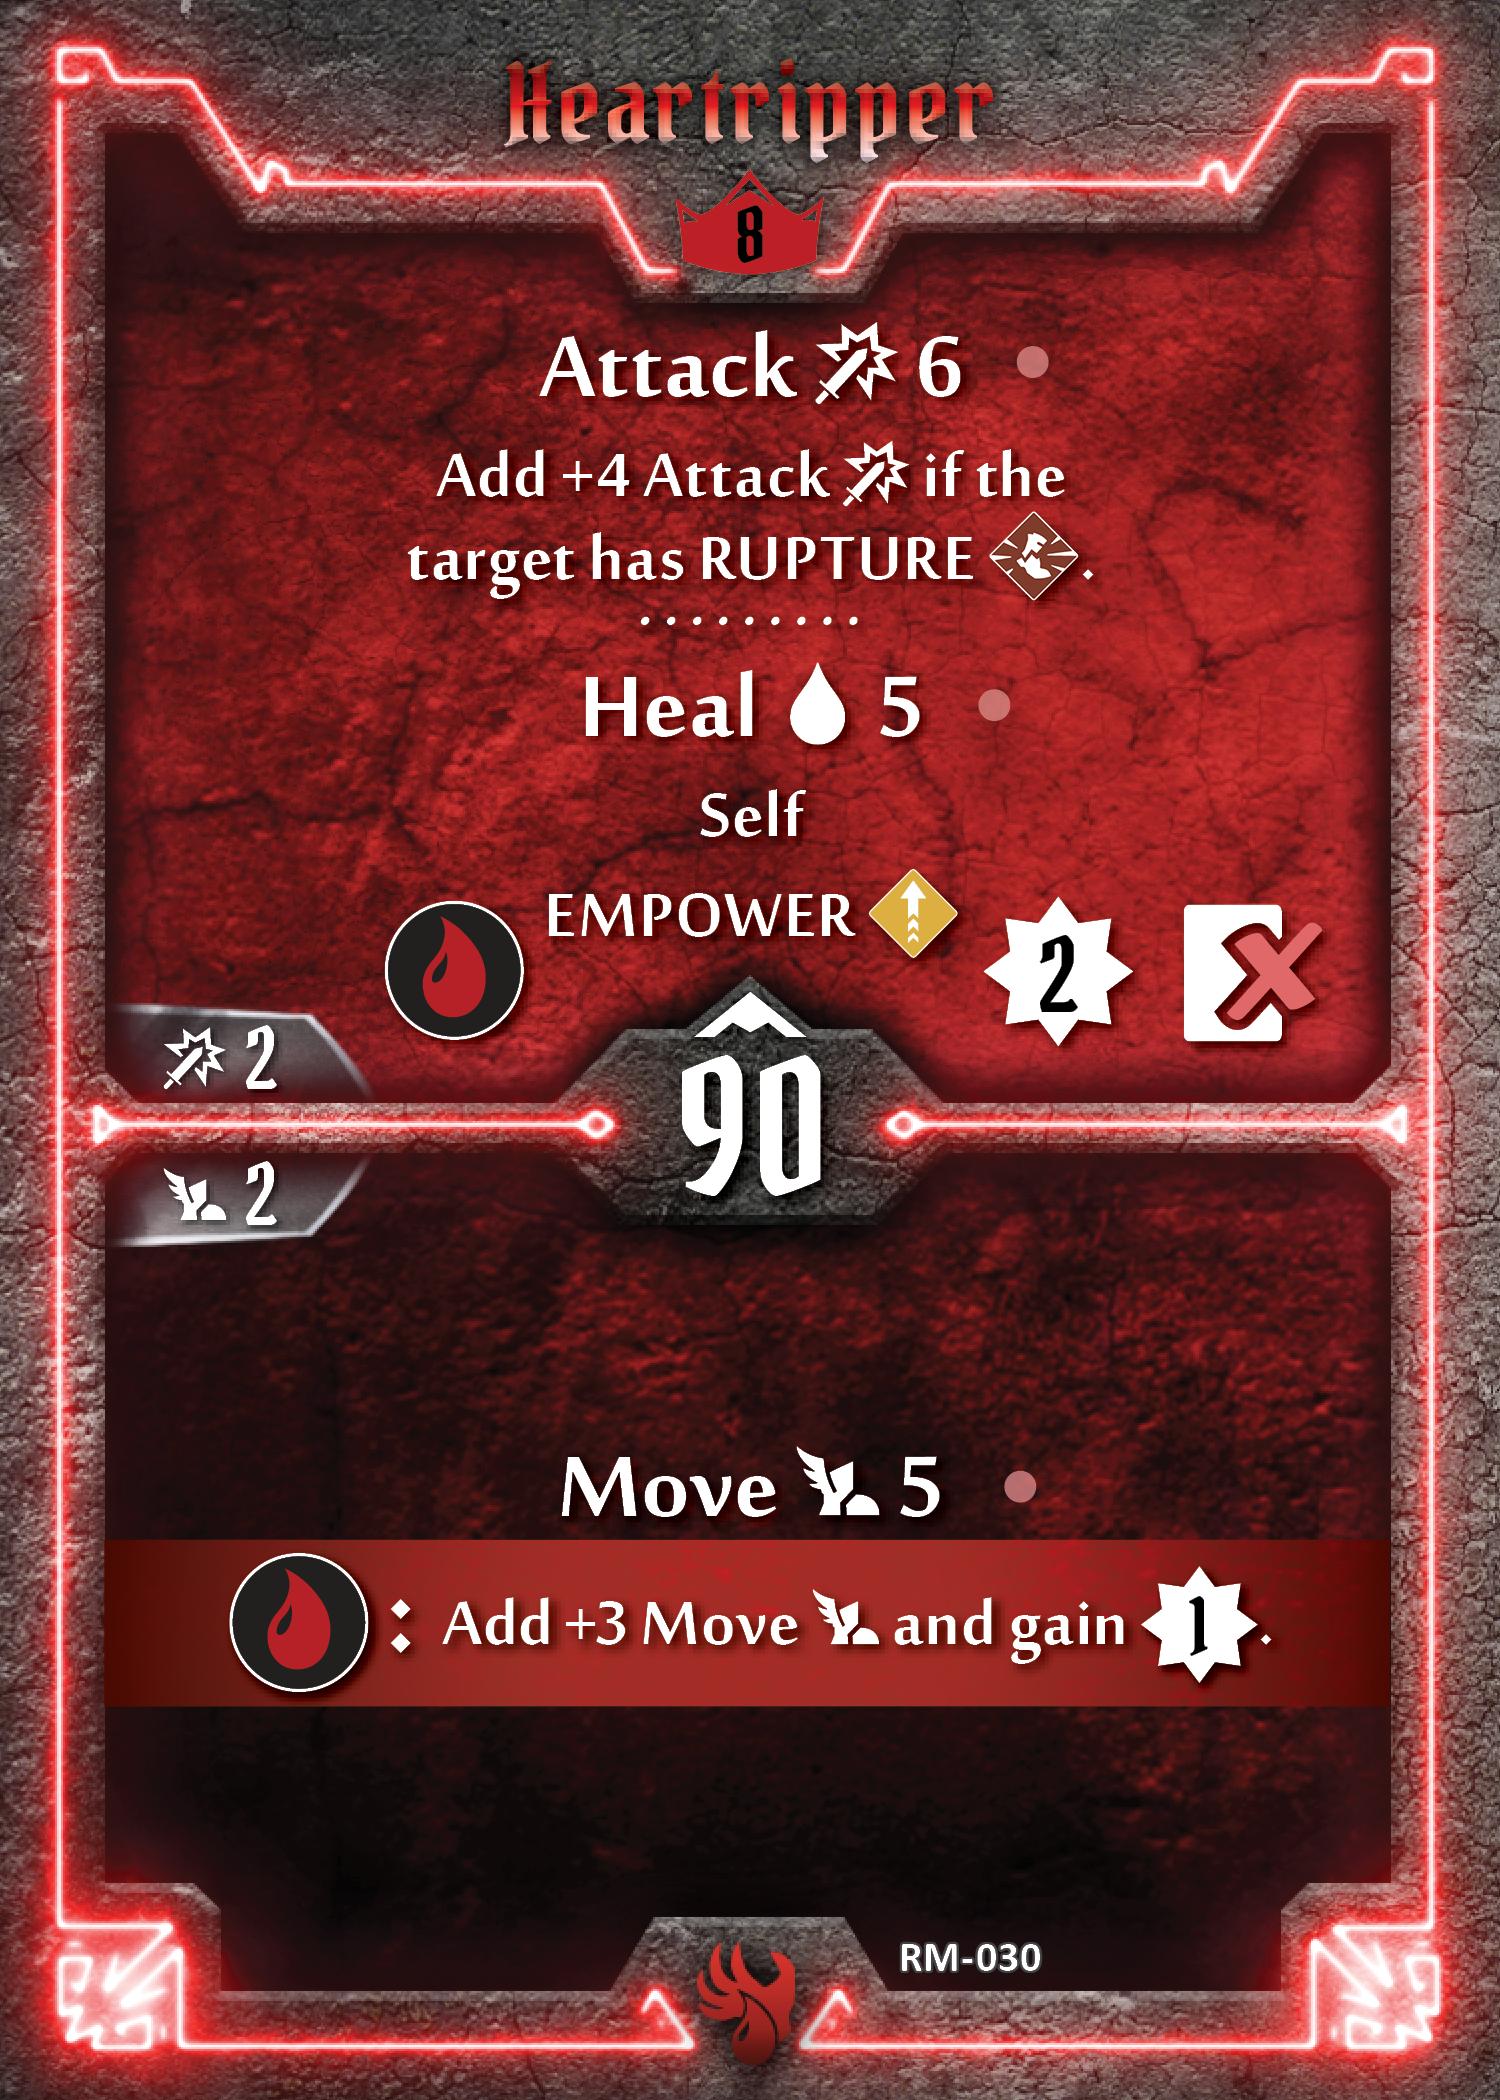 Heartripper
8
Attack 6
Add +4 Attack if the
target has RUPTURE .
.........
Heal 5
Self
EMPOWER
2
2
90
2
Move 5
: Add +3 Move and gain 1.
RM-030